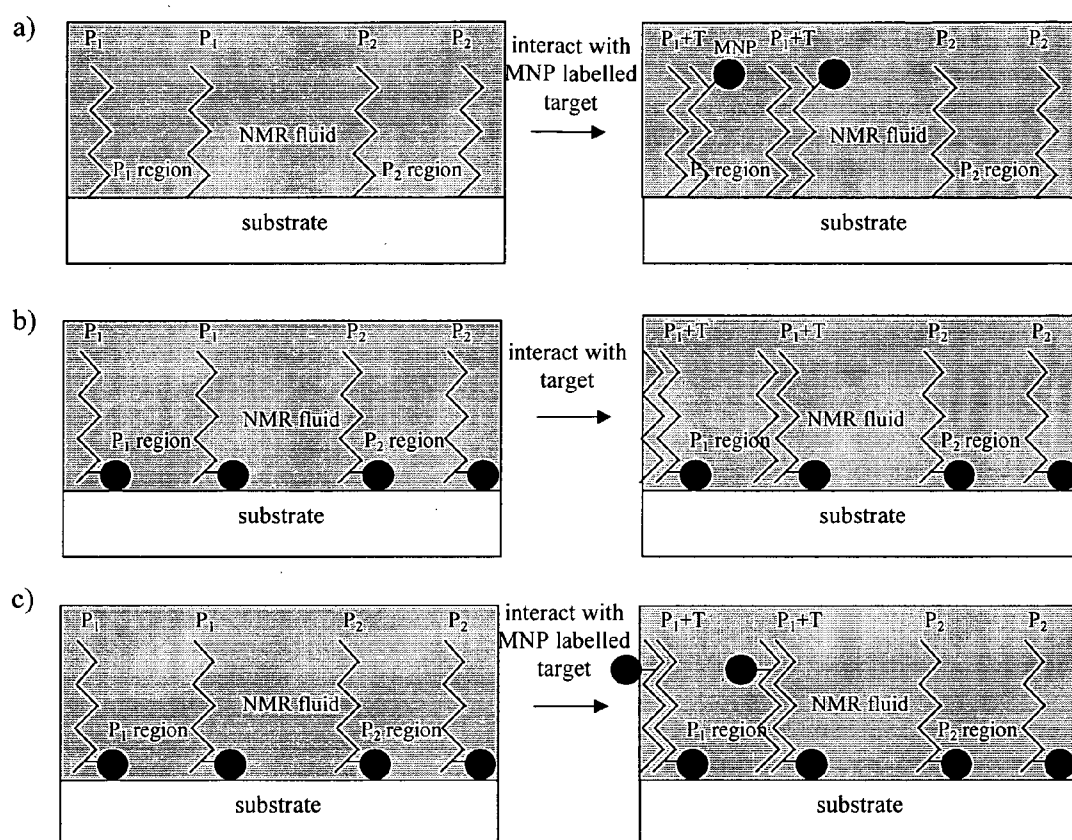 a)
P₁ P₁ P₂ P₂
NMR fluid
P₁ region P₂ region
substrate
interact with
MNP labelled
target
P₁+T MNP P₁+T P₂ P₂
NMR fluid
P₁ region P₂ region
substrate
b)
P₁ P₁ P₂ P₂
NMR fluid
P₁ region P₂ region
substrate
interact with
target
P₁+T P₁+T P₂ P₂
NMR fluid
P₁ region P₂ region
substrate
c)
P₁ P₁ P₂ P₂
NMR fluid
P₁ region P₂ region
substrate
interact with
MNP labelled
target
P₁+T P₁+T P₂ P₂
NMR fluid
P₁ region P₂ region
substrate